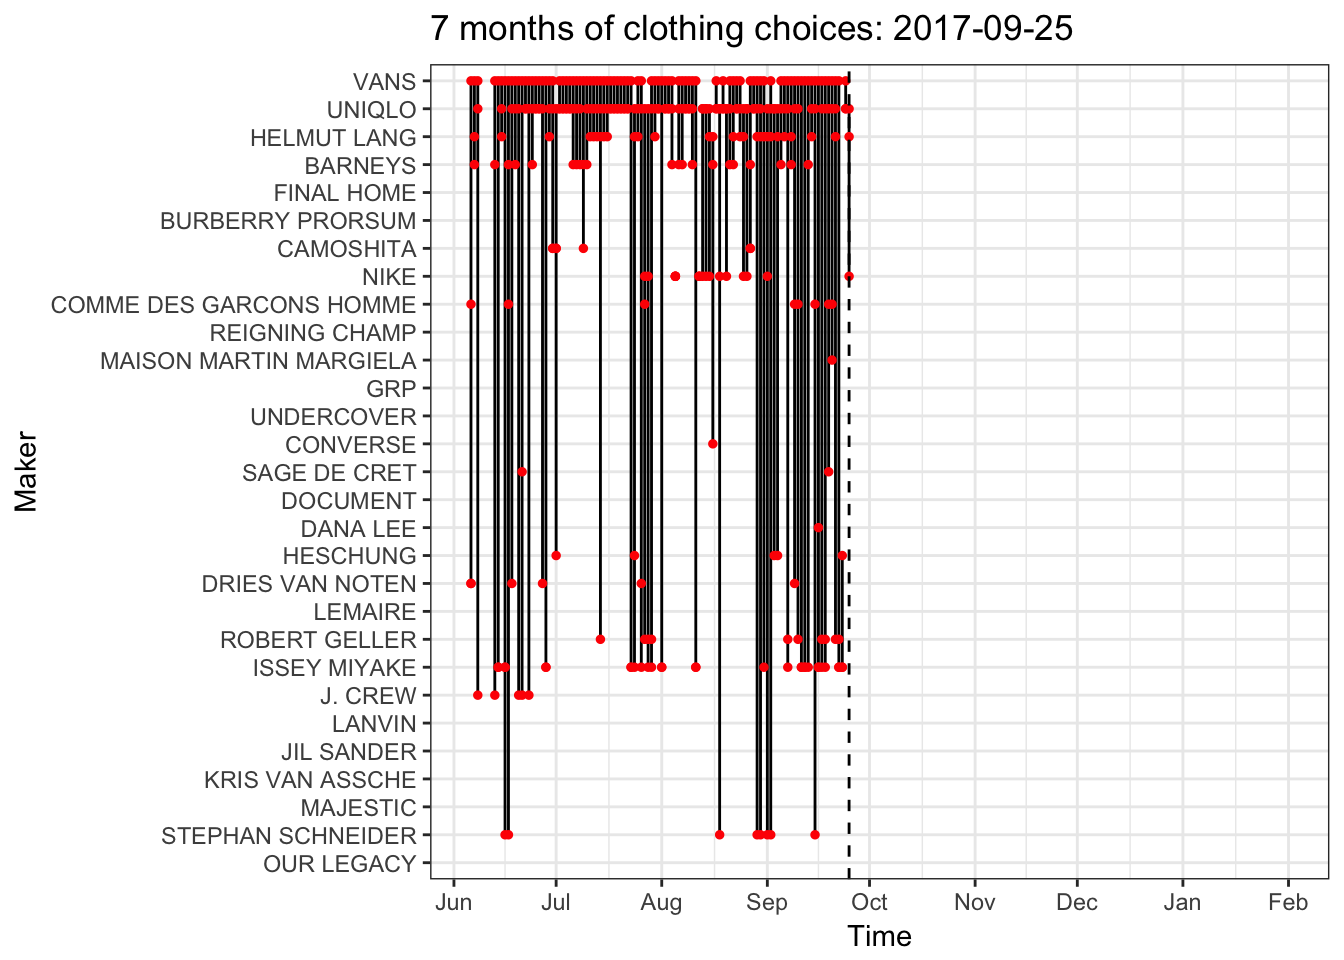 7 months of clothing choices: 2017-09-25
VANS
UNIQLO
HELMUT LANG
BARNEYS
FINAL HOME
BURBERRY PRORSUM
CAMOSHITA
NIKE
COMME DES GARCONS HOMME
REIGNING CHAMP
MAISON MARTIN MARGIELA
GRP
UNDERCOVER
CONVERSE
SAGE DE CRET
DOCUMENT
DANA LEE
HESCHUNG
DRIES VAN NOTEN
LEMAIRE
ROBERT GELLER
ISSEY MIYAKE
J. CREW
LANVIN
JIL SANDER
KRIS VAN ASSCHE
MAJESTIC
STEPHAN SCHNEIDER
OUR LEGACY
Maker
Jun Jul Aug Sep Oct Nov Dec Jan Feb
Time